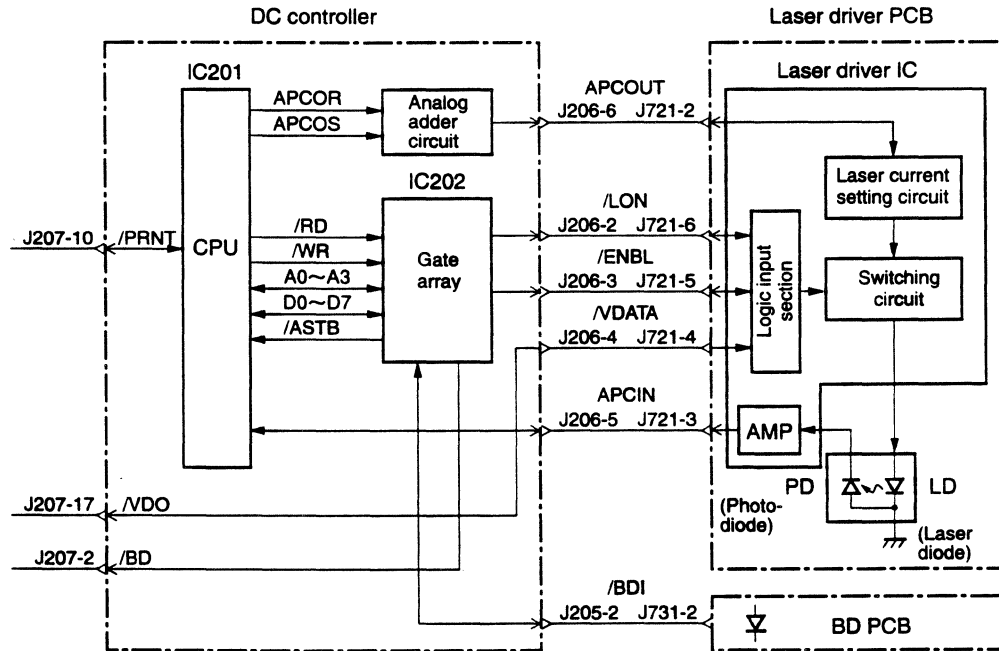 DC controller
Laser driver PCB
IC201
Laser driver IC
APCOR
APCOS
Analog
adder
circuit
APCOUT
J206-6 J721-2
IC202
Laser current
setting circuit
/LON
J206-2 J721-6
J207-10
/PRNT
CPU
/RD
/WR
A0~A3
D0~D7
/ASTB
Gate
array
/ENBL
J206-3 J721-5
Logic input
section
Switching
circuit
/VDATA
J206-4 J721-4
APCIN
J206-5 J721-3
AMP
PD
LD
(Photo-
diode)
(Laser
diode)
J207-17
/VDO
J207-2
/BD
/BDI
J205-2 J731-2
BD PCB